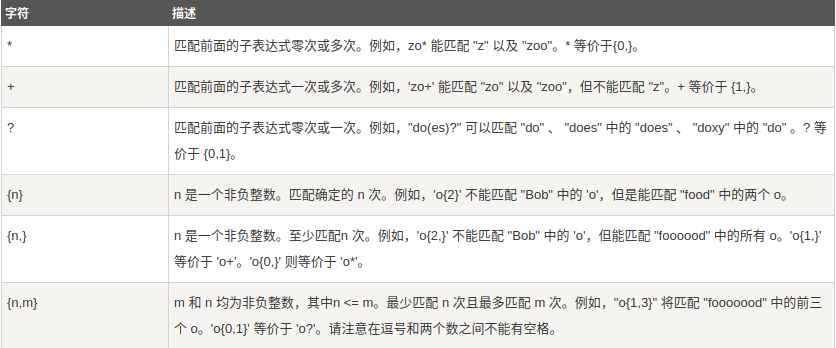 字符 描述
* 匹配前面的子表达式零次或多次。例如，zo* 能匹配 "z" 以及 "zoo"。* 等价于{0,}。
+ 匹配前面的子表达式一次或多次。例如，'zo+' 能匹配 "zo" 以及 "zoo"，但不能匹配 "z"。+ 等价于 {1,}。
? 匹配前面的子表达式零次或一次。例如，"do(es)?" 可以匹配 "do" 、 "does" 中的 "does" 、 "doxy" 中的 "do" 。? 等
价于 {0,1}。
{n} n 是一个非负整数。匹配确定的 n 次。例如，'o{2}' 不能匹配 "Bob" 中的 'o'，但是能匹配 "food" 中的两个 o。
{n,} n 是一个非负整数。至少匹配n 次。例如，'o{2,}' 不能匹配 "Bob" 中的 'o'，但能匹配 "foooood" 中的所有 o。'o{1,}'
等价于 'o+'。'o{0,}' 则等价于 'o*'。
{n,m} m 和 n 均为非负整数，其中n <= m。最少匹配 n 次且最多匹配 m 次。例如，"o{1,3}" 将匹配 "fooooood" 中的前三
个 o。'o{0,1}' 等价于 'o?'。请注意在逗号和两个数之间不能有空格。